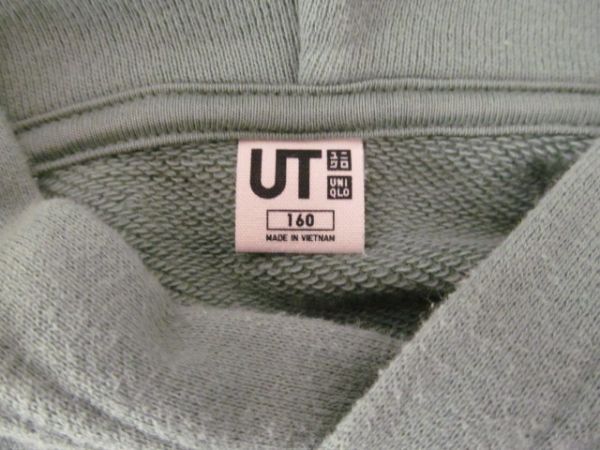 UT
ユニ
クロ
UNI
QLO
160
MADE IN VIETNAM